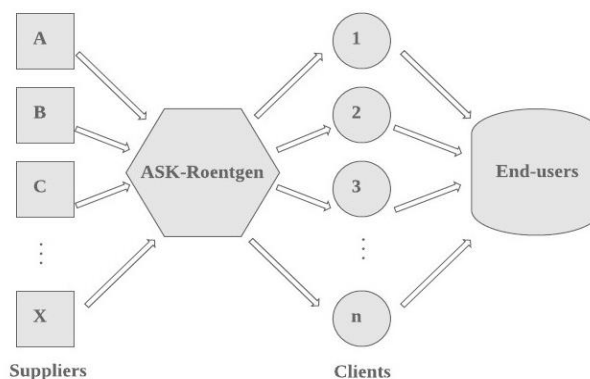 A
B
C
⋮
X
Suppliers
ASK-Roentgen
1
2
3
⋮
n
Clients
End-users